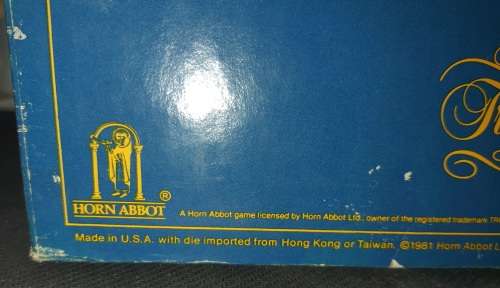 HORN ABBOT ®
A Horn Abbot game licensed by Horn Abbot Ltd., owner of the registered trademark
Made in U.S.A. with die imported from Hong Kong or Taiwan. ©1981 Horn Abbot